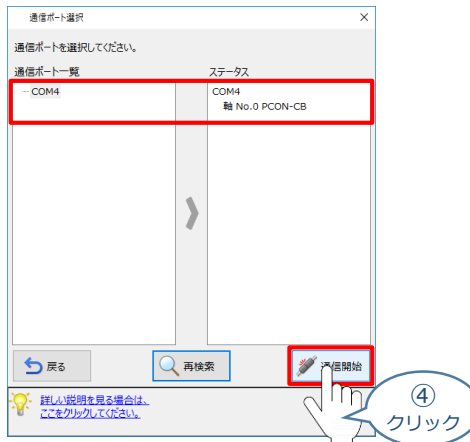 通信ポート選択
通信ポートを選択してください。
通信ポート一覧
ステータス
COM4
COM4
軸 No.0 PCON-CB
戻る
再検索
通信開始
詳しい説明を見る場合は、
ここをクリックしてください。
④
クリック